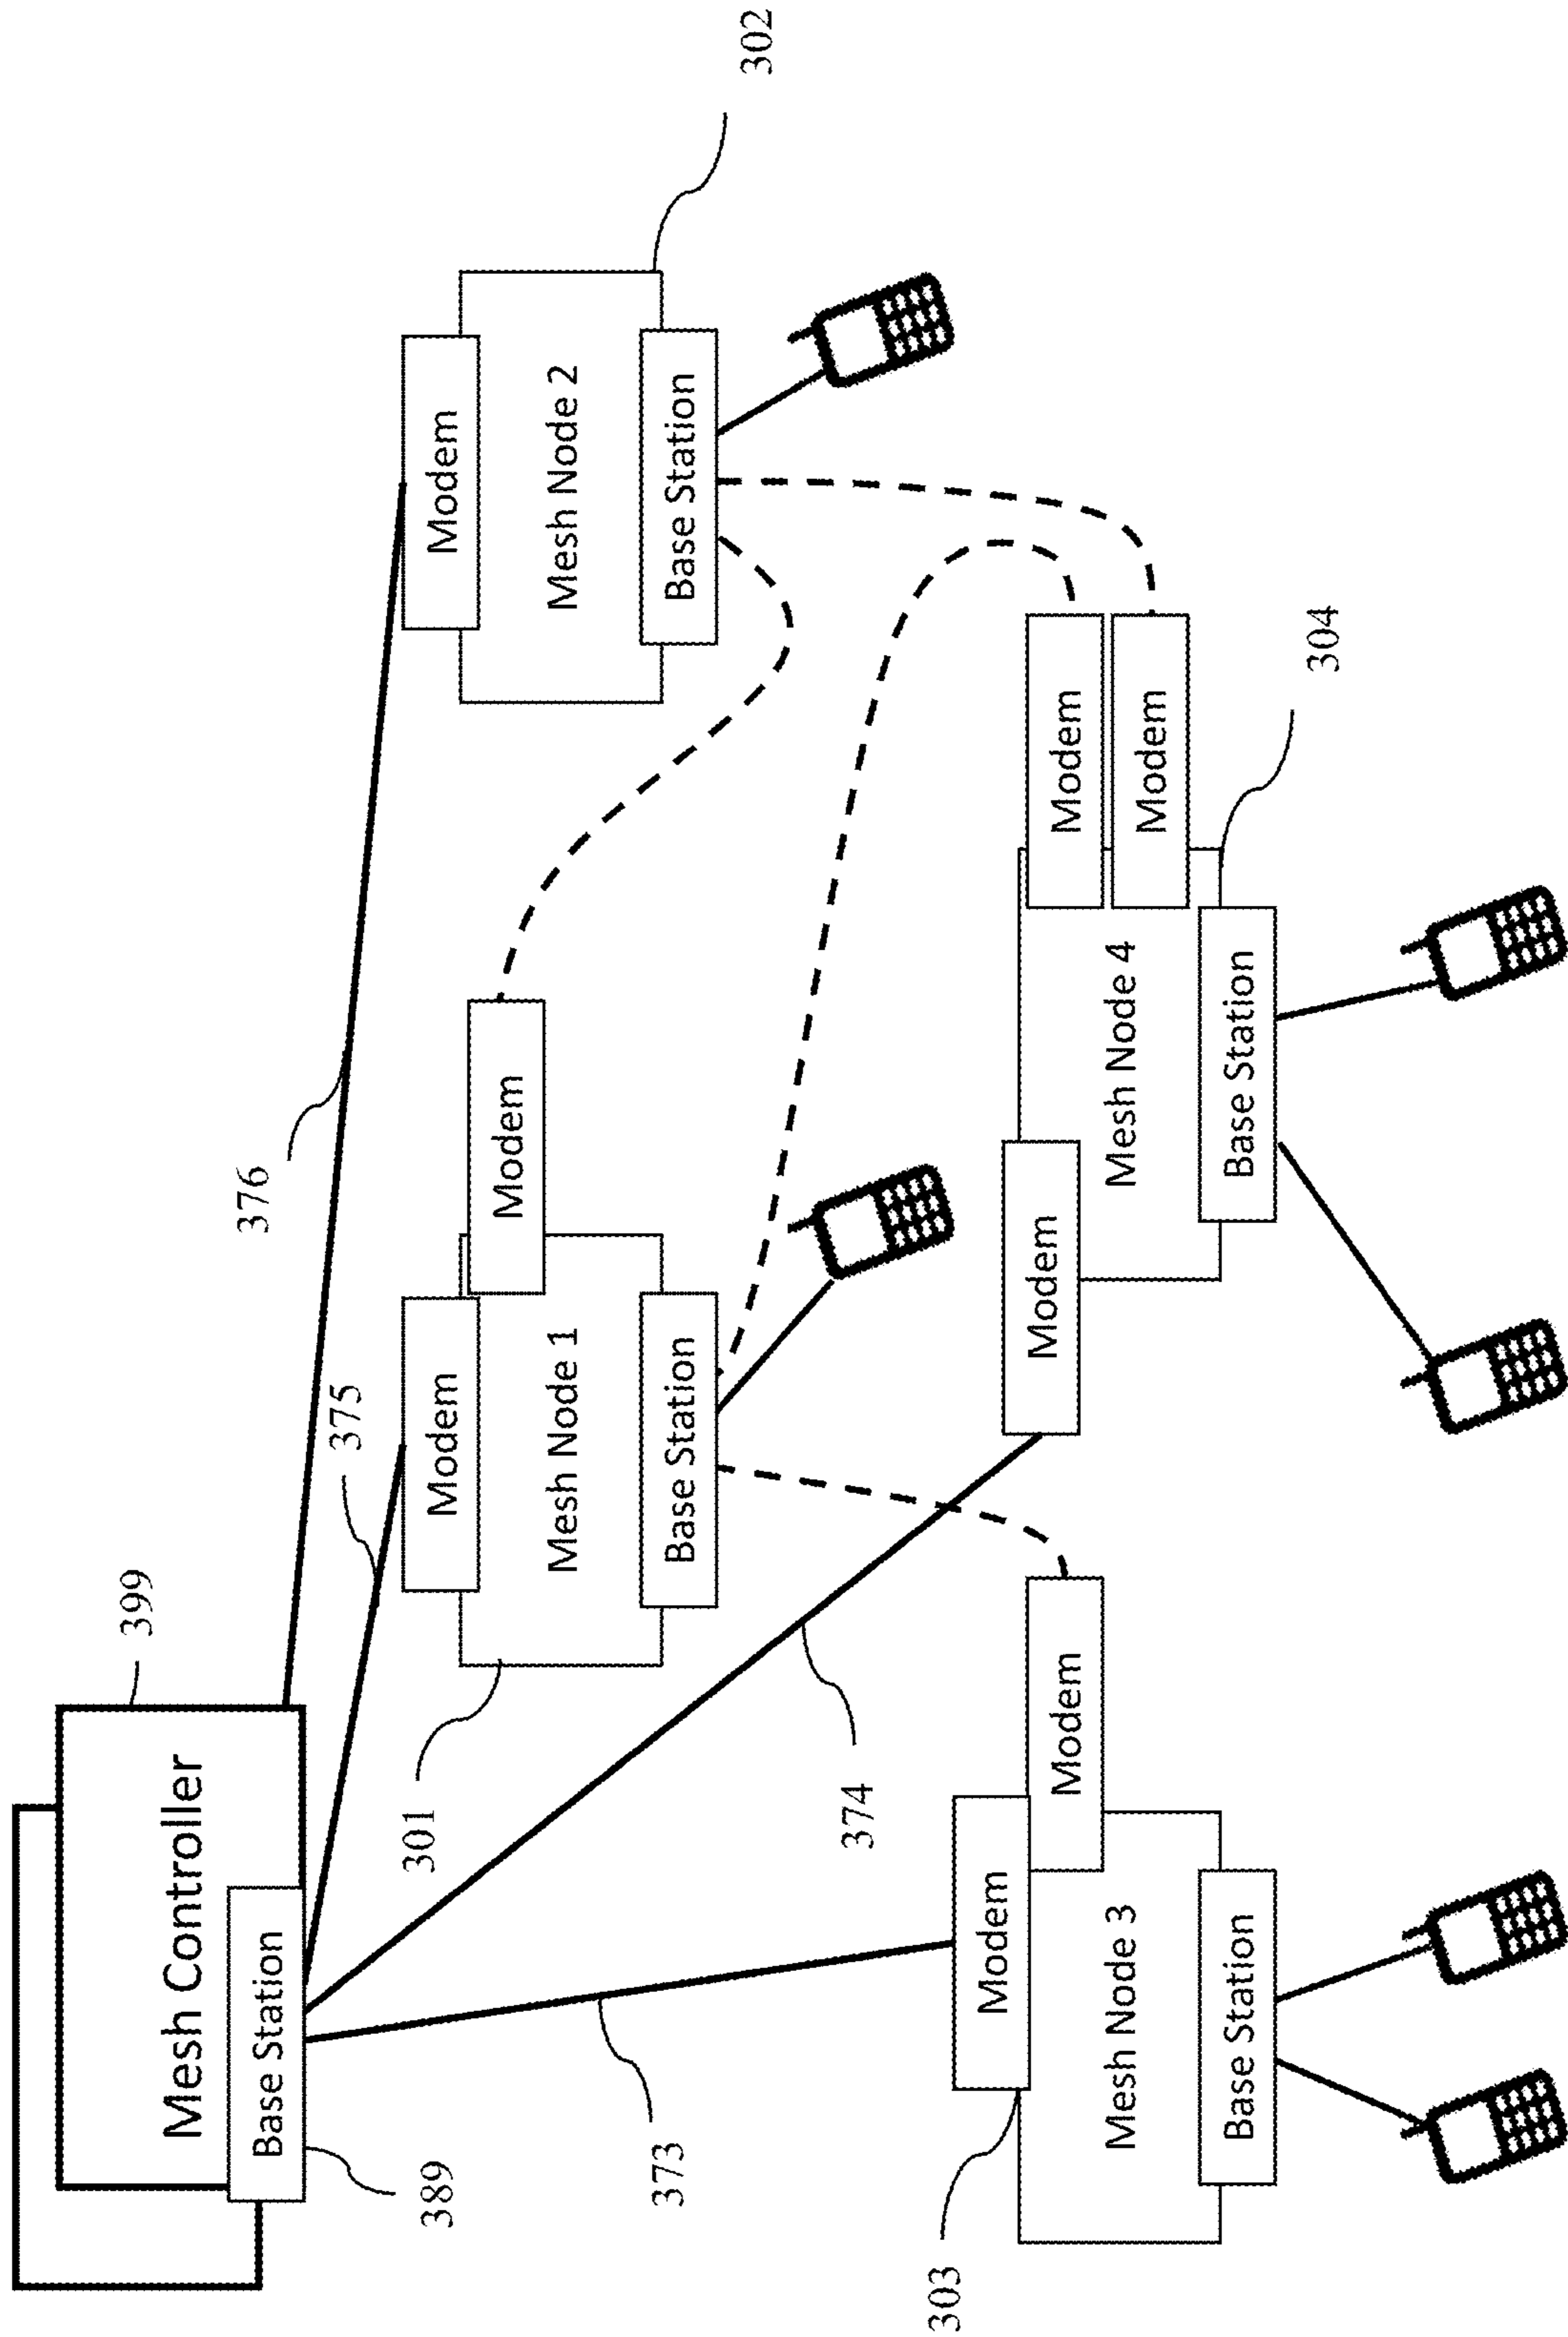 399
Mesh Controller
Base Station
389
376
375
Modem
Mesh Node 2
Base Station
302
Modem
Modem
Mesh Node 1
Base Station
301
373
374
303
Modem
Modem
Mesh Node 3
Base Station
Modem
Modem
Modem
Mesh Node 4
Base Station
304